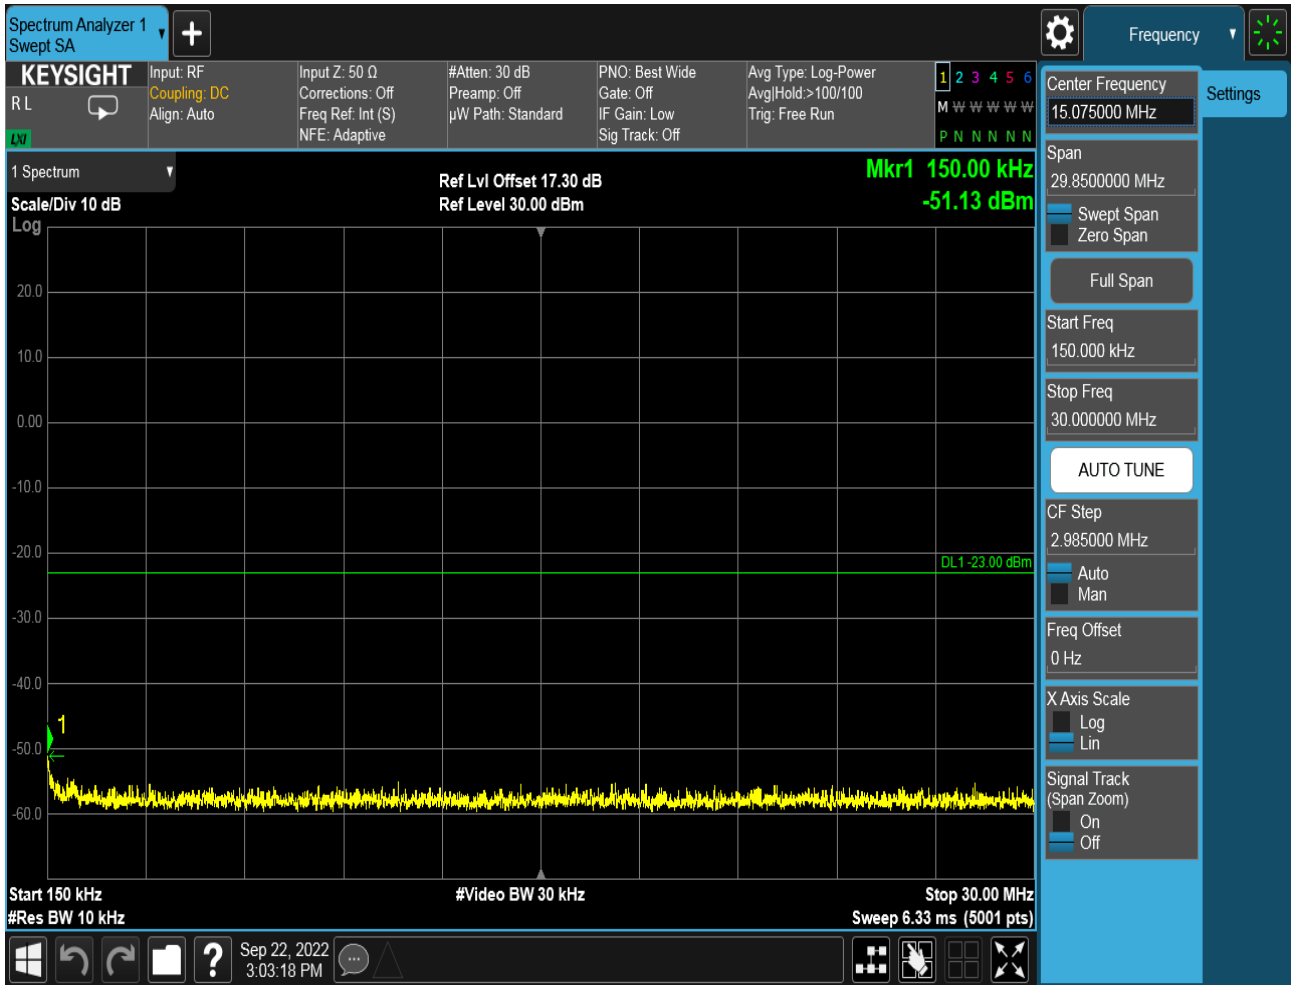 Spectrum Analyzer 1
Swept SA
Frequency
KEYSIGHT
R L
LXI
Input: RF
Coupling: DC
Align: Auto
Input Z: 50 Ω
Corrections: Off
Freq Ref: Int (S)
NFE: Adaptive
#Atten: 30 dB
Preamp: Off
µW Path: Standard
PNO: Best Wide
Gate: Off
IF Gain: Low
Sig Track: Off
Avg Type: Log-Power
Avg|Hold:>100/100
Trig: Free Run
1 2 3 4 5 6
M W W W W W
P N N N N N
Center Frequency
15.075000 MHz
Settings
Span
29.8500000 MHz
Swept Span
Zero Span
Full Span
Start Freq
150.000 kHz
Stop Freq
30.000000 MHz
AUTO TUNE
CF Step
2.985000 MHz
Auto
Man
Freq Offset
0 Hz
X Axis Scale
Log
Lin
Signal Track
(Span Zoom)
On
Off
1 Spectrum
Scale/Div 10 dB
Log
Ref Lvl Offset 17.30 dB
Ref Level 30.00 dBm
Mkr1 150.00 kHz
-51.13 dBm
20.0
10.0
0.00
-10.0
-20.0
DL1 -23.00 dBm
-30.0
-40.0
1
-50.0
-60.0
Start 150 kHz
#Video BW 30 kHz
Stop 30.00 MHz
#Res BW 10 kHz
Sweep 6.33 ms (5001 pts)
?
Sep 22, 2022
3:03:18 PM